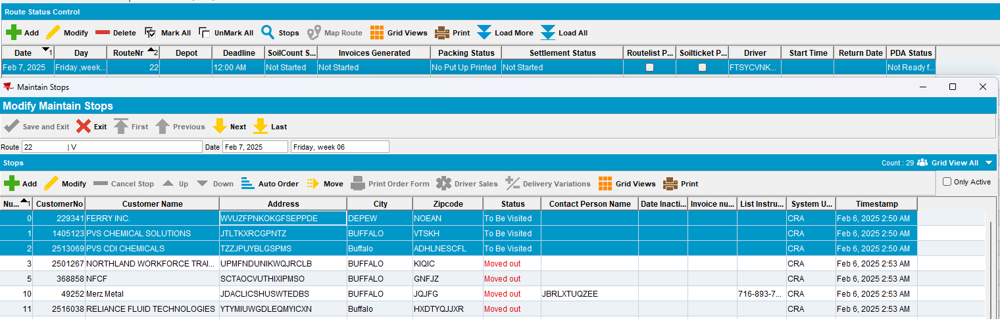 Route Status Control
Add Modify Delete Mark All UnMark All Stops Map Route Grid Views Print Load More Load All
Date 1 Day RouteNr 2 Depot Deadline SoilCount S... Invoices Generated Packing Status Settlement Status Routelist P... Soilticket P... Driver Start Time Return Date PDA Status
Feb 7, 2025 Friday ,week... 22 12:00 AM Not Started Not Started No Put Up Printed Not Started FTSYCVNK... Not Ready f...
Maintain Stops
Modify Maintain Stops
Save and Exit Exit First Previous Next Last
Route 22 | V Date Feb 7, 2025 Friday, week 06
Stops Count : 29 Grid View All
Add Modify Cancel Stop Up Down Auto Order Move Print Order Form Driver Sales Delivery Variations Grid Views Print Only Active
Nu... 1 CustomerNo Customer Name Address City Zipcode Status Contact Person Name Date Inacti... Invoice nu... List Instru... System U... Timestamp
0 229341 FERRY INC. WVUZFPNKOKGFSEPPDE DEPEW NOEAN To Be Visited CRA Feb 6, 2025 2:50 AM
1 1405123 PVS CHEMICAL SOLUTIONS JTLTKXRCGPNTZ BUFFALO VTSKH To Be Visited CRA Feb 6, 2025 2:50 AM
2 2513069 PVS CDI CHEMICALS TZZJPUYBLGSPMS Buffalo ADHLNESCFL To Be Visited CRA Feb 6, 2025 2:50 AM
3 2501267 NORTHLAND WORKFORCE TRAI... UPMFNDUNIKWQJRCLB BUFFALO KIQIC Moved out CRA Feb 6, 2025 2:53 AM
5 368858 NFCF SCTAOCVUTHIXIPMSO BUFFALO GNFJZ Moved out CRA Feb 6, 2025 2:53 AM
10 49252 Merz Metal JDACLICSHUSWTEDBS BUFFALO JQJFG Moved out JBRLXTUQZEE 716-893-7... CRA Feb 6, 2025 2:53 AM
11 2516038 RELIANCE FLUID TECHNOLOGIES YTYMIUWGDLEQMYICXN Buffalo HXDTYQJJXR Moved out CRA Feb 6, 2025 2:53 AM